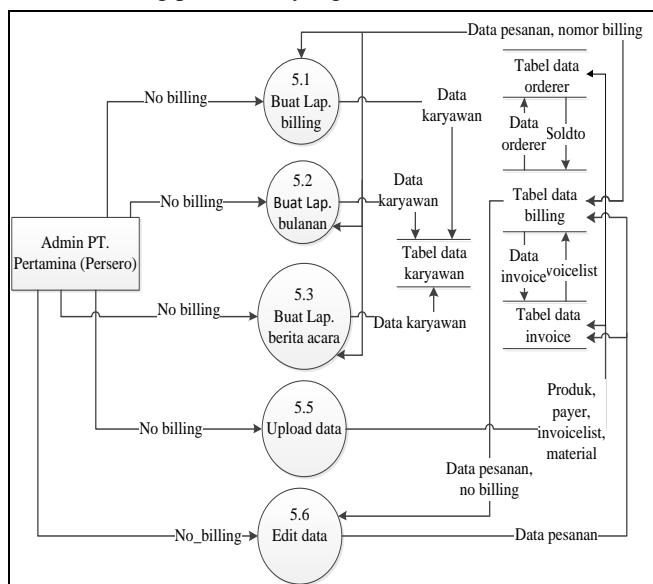 Data pesanan, nomor billing
5.1
Buat Lap.
billing
No billing
Data
karyawan
Tabel data
orderer
Data
orderer
Soldto
5.2
Buat Lap.
bulanan
No billing
Data
karyawan
Tabel data
billing
Admin PT.
Pertamina (Persero)
Tabel data
karyawan
Data
invoice
voicelist
5.3
Buat Lap.
berita acara
No billing
Data karyawan
Tabel data
invoice
5.5
Upload data
No billing
Produk,
payer,
invoicelist,
material
Data pesanan,
no billing
5.6
Edit data
No_billing
Data pesanan